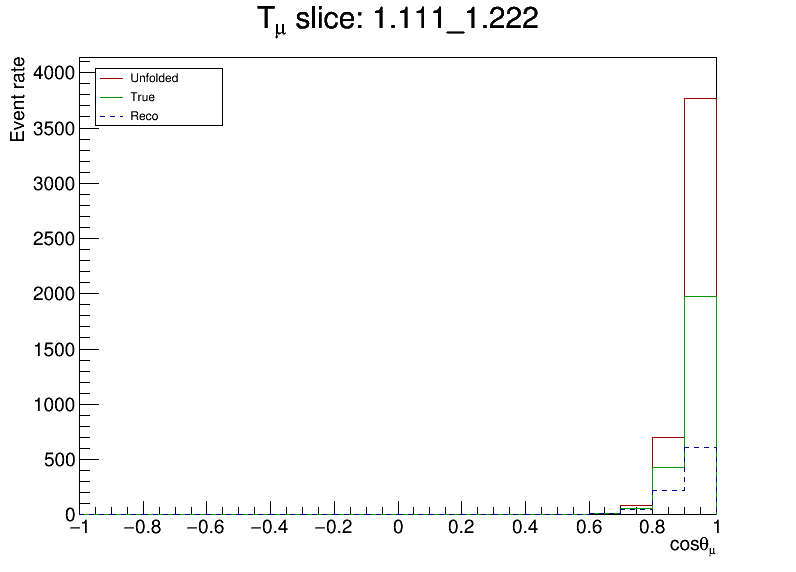 Tμ slice: 1.111_1.222
Event rate
Unfolded
True
Reco
4000
3500
3000
2500
2000
1500
1000
500
0
−1 −0.8 −0.6 −0.4 −0.2 0 0.2 0.4 0.6 0.8 1
cosθμ